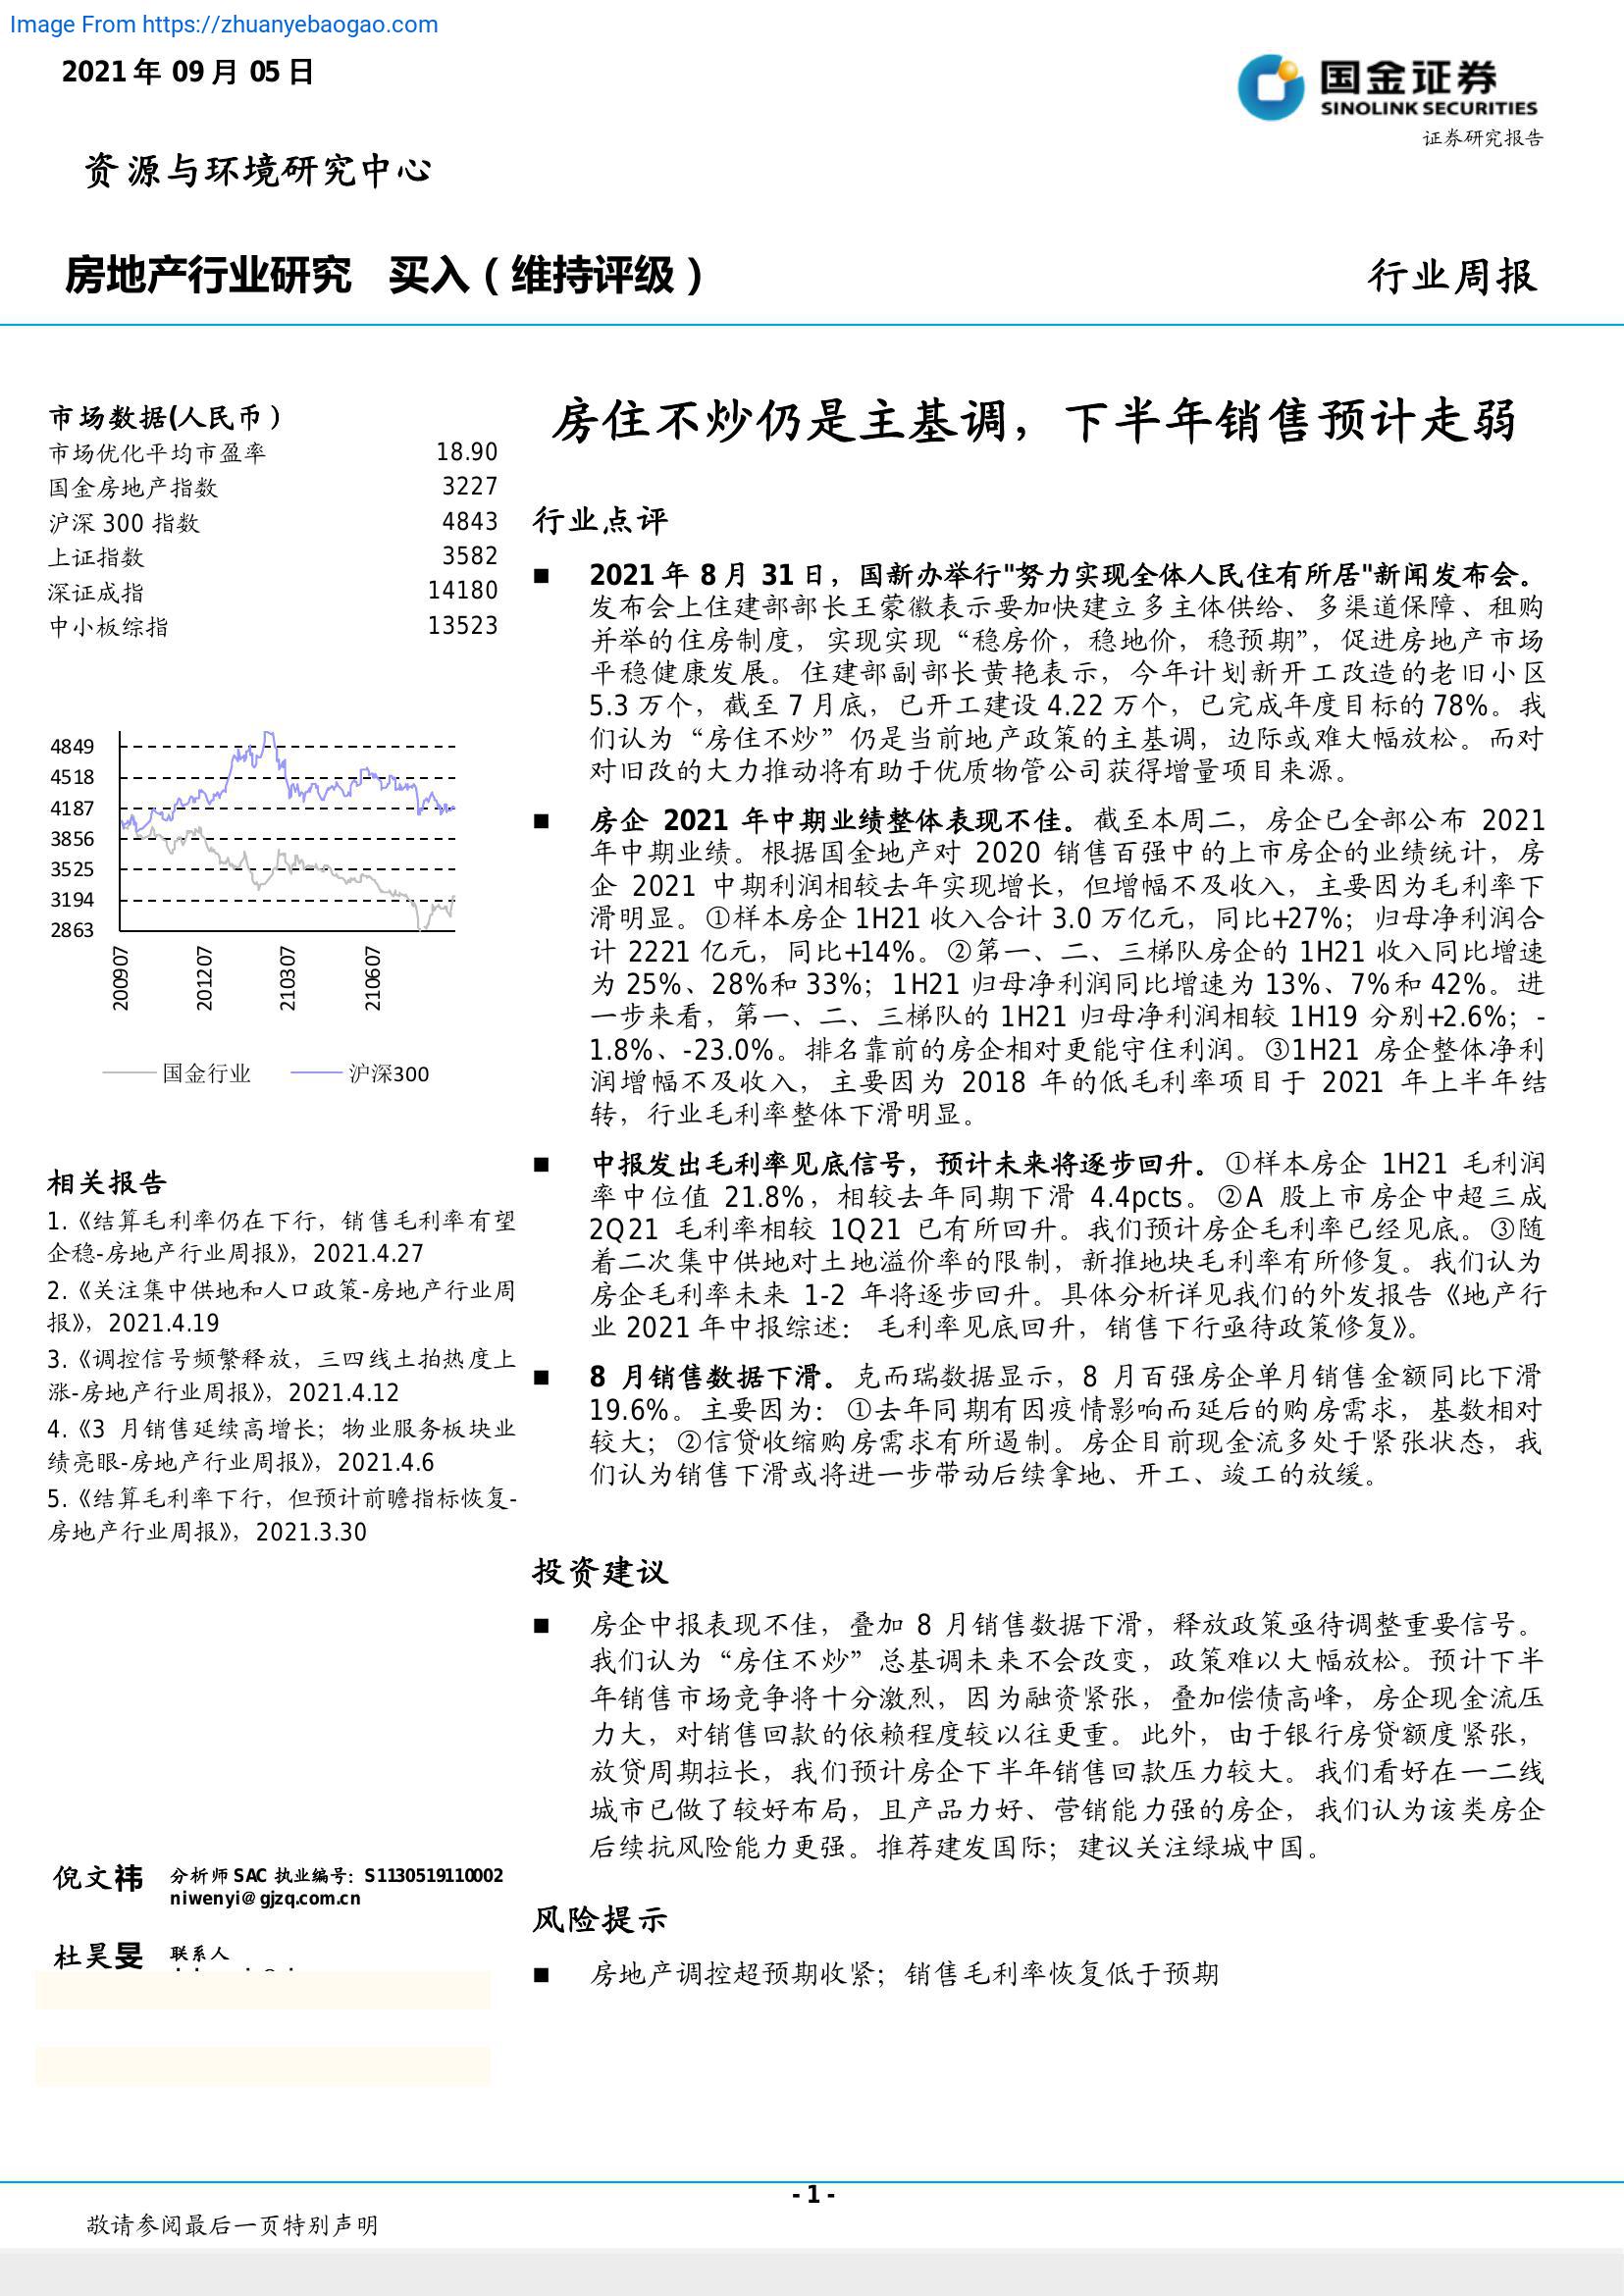 Image From https://zhuanyebaogao.com
2021 年 09 月 05 日
国金证券
SINOLINK SECURITIES
证券研究报告
资源与环境研究中心
房地产行业研究 买入（维持评级）
行业周报
市场数据(人民币）
市场优化平均市盈率 18.90
国金房地产指数 3227
沪深 300 指数 4843
上证指数 3582
深证成指 14180
中小板综指 13523
4849
4518
4187
3856
3525
3194
2863
200907
201207
210307
210607
国金行业 沪深300
相关报告
1.《结算毛利率仍在下行，销售毛利率有望
企稳-房地产行业周报》，2021.4.27
2.《关注集中供地和人口政策-房地产行业周
报》，2021.4.19
3.《调控信号频繁释放，三四线土拍热度上
涨-房地产行业周报》，2021.4.12
4.《3 月销售延续高增长；物业服务板块业
绩亮眼-房地产行业周报》，2021.4.6
5.《结算毛利率下行，但预计前瞻指标恢复-
房地产行业周报》，2021.3.30
倪文祎 分析师 SAC 执业编号：S1130519110002
niwenyi@gjzq.com.cn
杜昊旻 联系人
房住不炒仍是主基调，下半年销售预计走弱
行业点评
■ 2021 年 8 月 31 日，国新办举行"努力实现全体人民住有所居"新闻发布会。
发布会上住建部部长王蒙徽表示要加快建立多主体供给、多渠道保障、租购
并举的住房制度，实现实现“稳房价，稳地价，稳预期”，促进房地产市场
平稳健康发展。住建部副部长黄艳表示，今年计划新开工改造的老旧小区
5.3 万个，截至 7 月底，已开工建设 4.22 万个，已完成年度目标的 78%。我
们认为“房住不炒”仍是当前地产政策的主基调，边际或难大幅放松。而对
对旧改的大力推动将有助于优质物管公司获得增量项目来源。
■ 房企 2021 年中期业绩整体表现不佳。截至本周二，房企已全部公布 2021
年中期业绩。根据国金地产对 2020 销售百强中的上市房企的业绩统计，房
企 2021 中期利润相较去年实现增长，但增幅不及收入，主要因为毛利率下
滑明显。①样本房企 1H21 收入合计 3.0 万亿元，同比+27%；归母净利润合
计 2221 亿元，同比+14%。②第一、二、三梯队房企的 1H21 收入同比增速
为 25%、28%和 33%；1H21 归母净利润同比增速为 13%、7%和 42%。进
一步来看，第一、二、三梯队的 1H21 归母净利润相较 1H19 分别+2.6%；-
1.8%、-23.0%。排名靠前的房企相对更能守住利润。③1H21 房企整体净利
润增幅不及收入，主要因为 2018 年的低毛利率项目于 2021 年上半年结
转，行业毛利率整体下滑明显。
■ 中报发出毛利率见底信号，预计未来将逐步回升。①样本房企 1H21 毛利润
率中位值 21.8%，相较去年同期下滑 4.4pcts。②A 股上市房企中超三成
2Q21 毛利率相较 1Q21 已有所回升。我们预计房企毛利率已经见底。③随
着二次集中供地对土地溢价率的限制，新推地块毛利率有所修复。我们认为
房企毛利率未来 1-2 年将逐步回升。具体分析详见我们的外发报告《地产行
业 2021 年中报综述： 毛利率见底回升，销售下行亟待政策修复》。
■ 8 月销售数据下滑。克而瑞数据显示，8 月百强房企单月销售金额同比下滑
19.6%。主要因为：①去年同期有因疫情影响而延后的购房需求，基数相对
较大；②信贷收缩购房需求有所遏制。房企目前现金流多处于紧张状态，我
们认为销售下滑或将进一步带动后续拿地、开工、竣工的放缓。
投资建议
■ 房企中报表现不佳，叠加 8 月销售数据下滑，释放政策亟待调整重要信号。
我们认为“房住不炒”总基调未来不会改变，政策难以大幅放松。预计下半
年销售市场竞争将十分激烈，因为融资紧张，叠加偿债高峰，房企现金流压
力大，对销售回款的依赖程度较以往更重。此外，由于银行房贷额度紧张，
放贷周期拉长，我们预计房企下半年销售回款压力较大。我们看好在一二线
城市已做了较好布局，且产品力好、营销能力强的房企，我们认为该类房企
后续抗风险能力更强。推荐建发国际；建议关注绿城中国。
风险提示
■ 房地产调控超预期收紧；销售毛利率恢复低于预期
- 1 -
敬请参阅最后一页特别声明